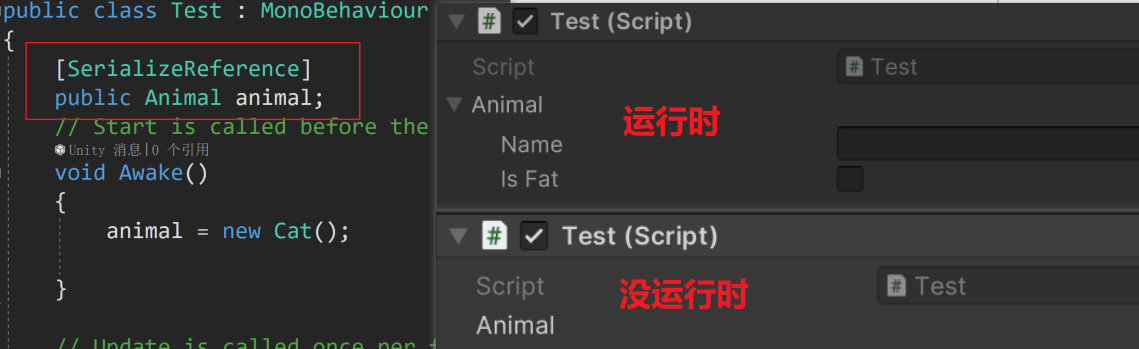 public class Test : MonoBehaviour
{
[SerializeReference]
public Animal animal;
// Start is called before the
Unity 消息|0 个引用
void Awake()
{
animal = new Cat();
}
// Update is called once per
Test (Script)
Script
# Test
Animal
运行时
Name
Is Fat
# Test (Script)
Script
# Test
没运行时
Animal